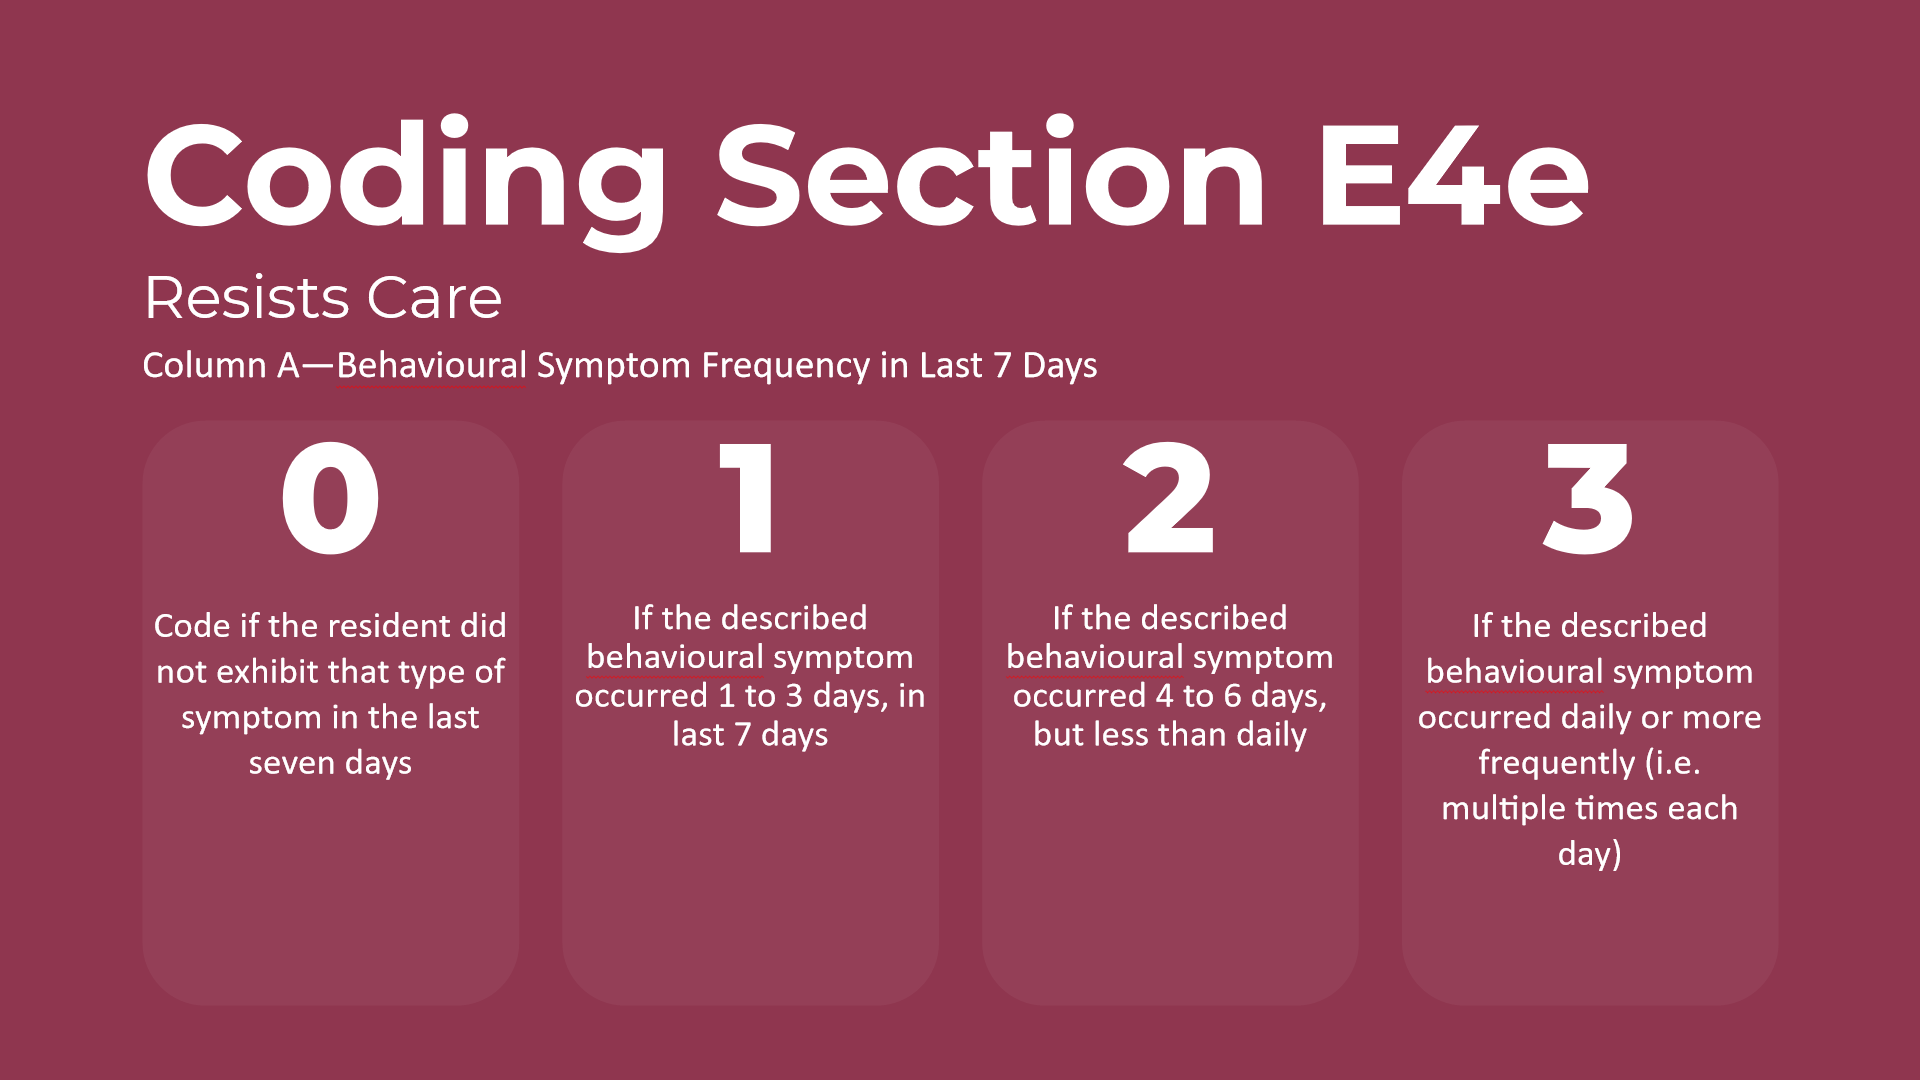 Coding Section E4e
Resists Care
Column A—Behavioural Symptom Frequency in Last 7 Days
0
Code if the resident did
not exhibit that type of
symptom in the last
seven days
1
If the described
behavioural symptom
occurred 1 to 3 days, in
last 7 days
2
If the described
behavioural symptom
occurred 4 to 6 days,
but less than daily
3
If the described
behavioural symptom
occurred daily or more
frequently (i.e.
multiple times each
day)